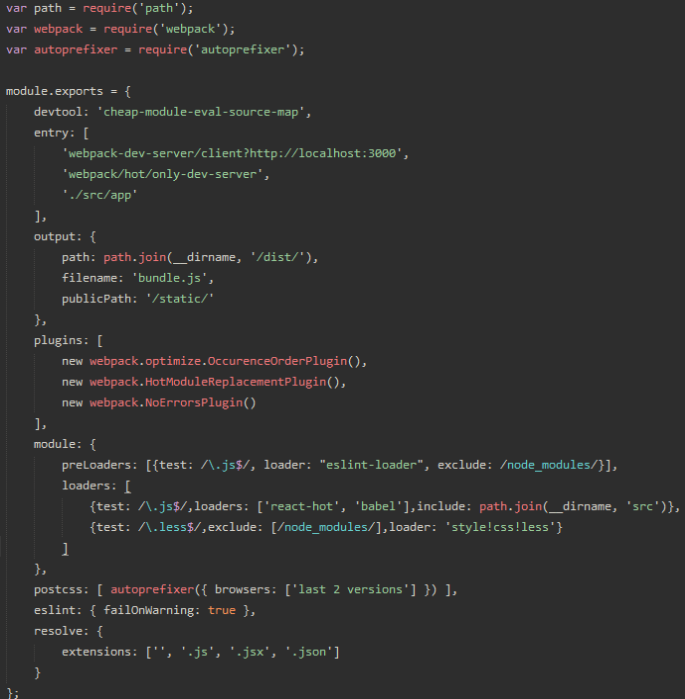 var path = require('path');
var webpack = require('webpack');
var autoprefixer = require('autoprefixer');

module.exports = {
    devtool: 'cheap-module-eval-source-map',
    entry: [
        'webpack-dev-server/client?http://localhost:3000',
        'webpack/hot/only-dev-server',
        './src/app'
    ],
    output: {
        path: path.join(__dirname, '/dist/'),
        filename: 'bundle.js',
        publicPath: '/static/'
    },
    plugins: [
        new webpack.optimize.OccurenceOrderPlugin(),
        new webpack.HotModuleReplacementPlugin(),
        new webpack.NoErrorsPlugin()
    ],
    module: {
        preLoaders: [{test: /\.js$/, loader: "eslint-loader", exclude: /node_modules/}],
        loaders: [
            {test: /\.js$/,loaders: ['react-hot', 'babel'],include: path.join(__dirname, 'src')},
            {test: /\.less$/,exclude: [/node_modules/],loader: 'style!css!less'}
        ]
    },
    postcss: [ autoprefixer({ browsers: ['last 2 versions'] }) ],
    eslint: { failOnWarning: true },
    resolve: {
        extensions: ['', '.js', '.jsx', '.json']
    }
};